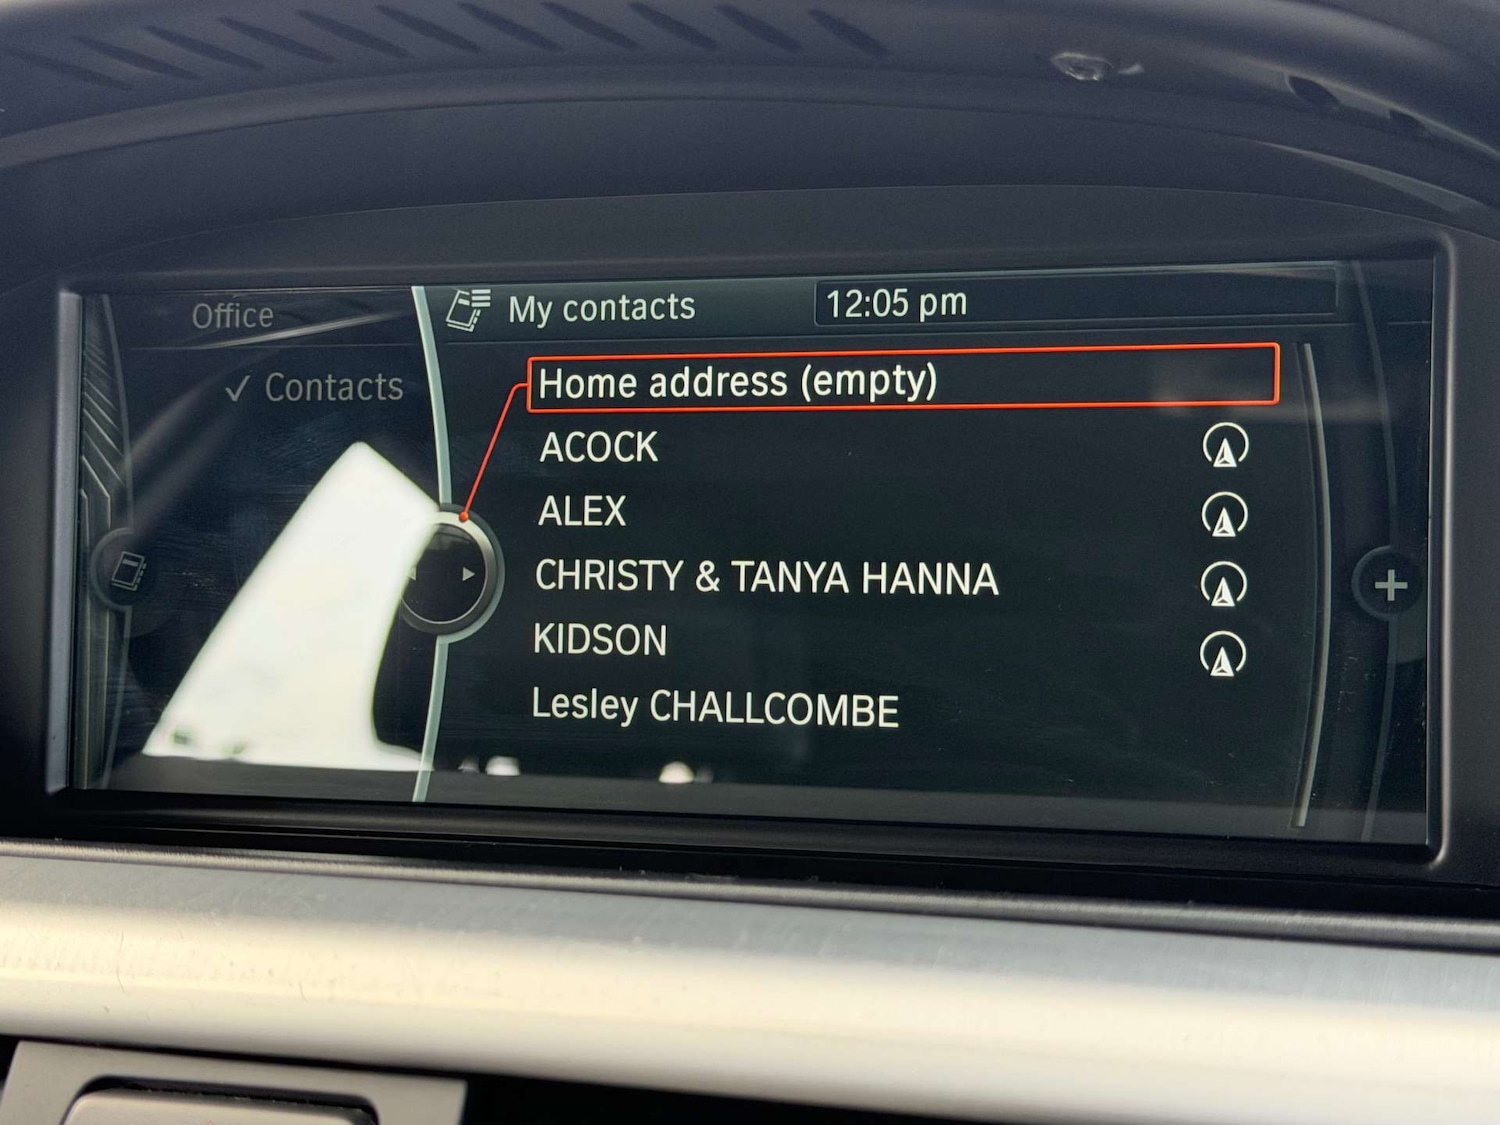 Office
My contacts
12:05 pm
✓ Contacts
Home address (empty)
ACOCK
ALEX
CHRISTY & TANYA HANNA
KIDSON
Lesley CHALLCOMBE
+